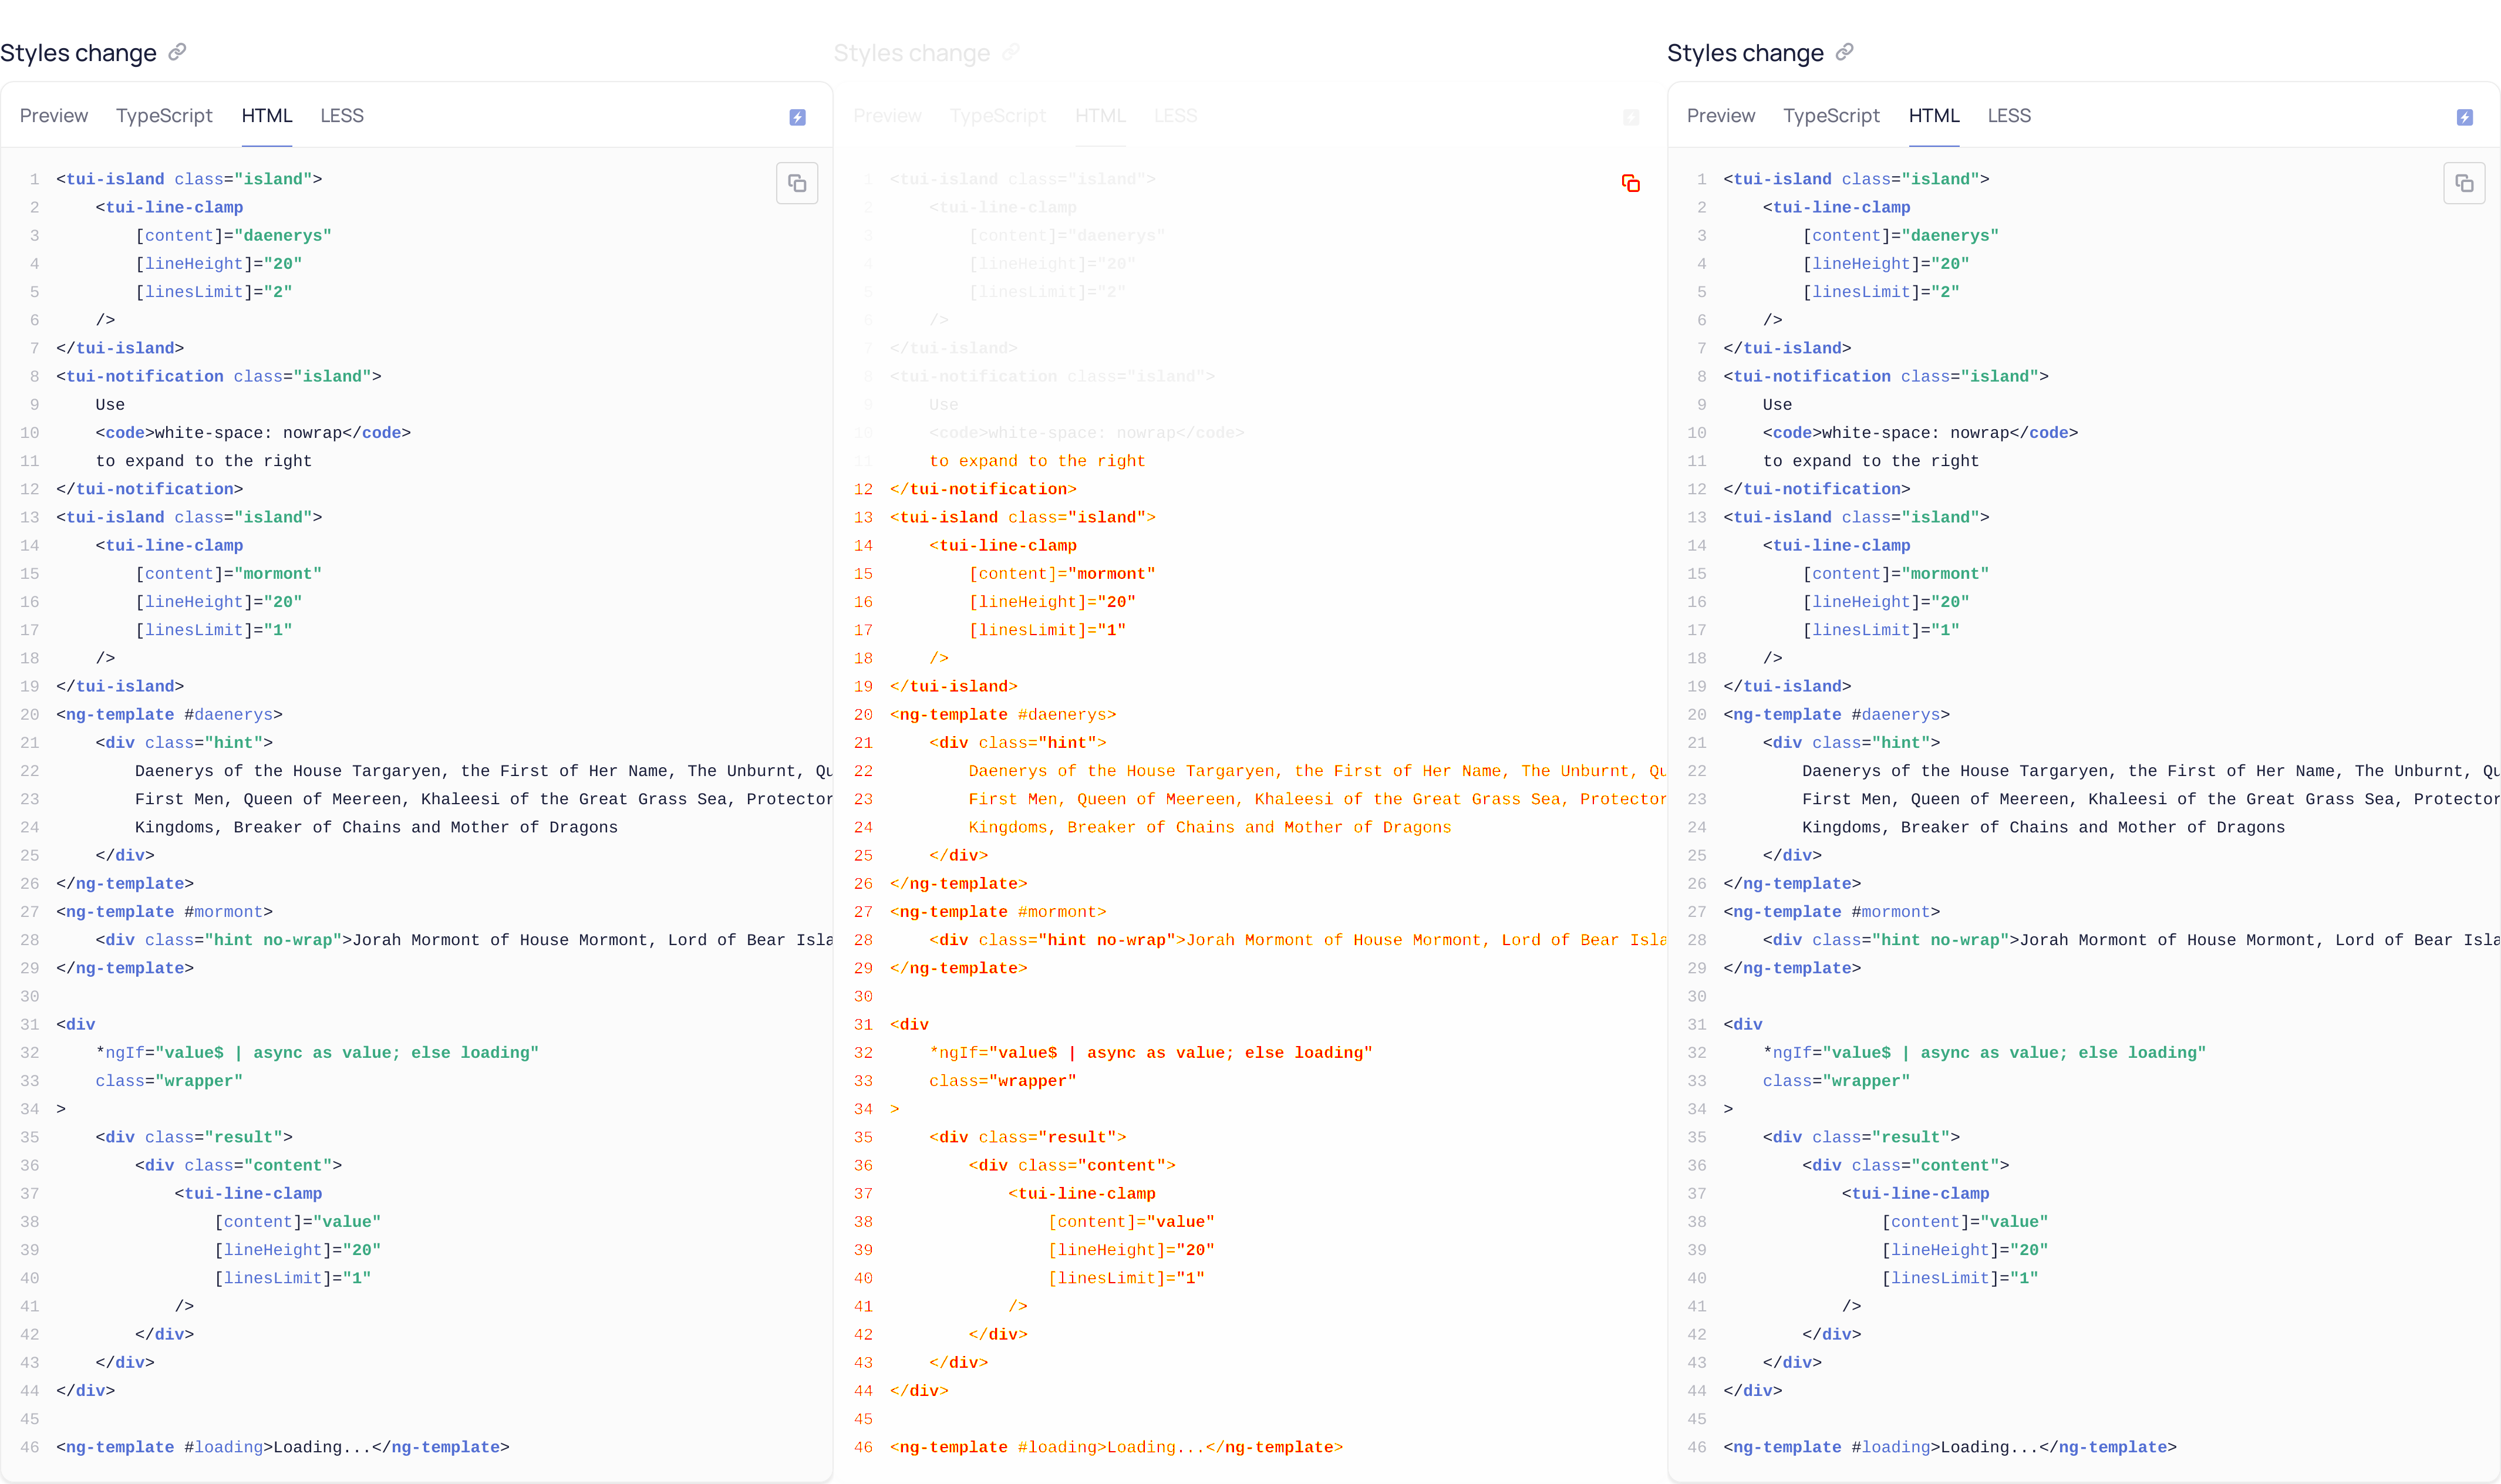 Styles change
Preview TypeScript HTML LESS
1 <tui-island class="island">
2 <tui-line-clamp
3 [content]="daenerys"
4 [lineHeight]="20"
5 [linesLimit]="2"
6 />
7 </tui-island>
8 <tui-notification class="island">
9 Use
10 <code>white-space: nowrap</code>
11 to expand to the right
12 </tui-notification>
13 <tui-island class="island">
14 <tui-line-clamp
15 [content]="mormont"
16 [lineHeight]="20"
17 [linesLimit]="1"
18 />
19 </tui-island>
20 <ng-template #daenerys>
21 <div class="hint">
22 Daenerys of the House Targaryen, the First of Her Name, The Unburnt, Qu
23 First Men, Queen of Meereen, Khaleesi of the Great Grass Sea, Protector
24 Kingdoms, Breaker of Chains and Mother of Dragons
25 </div>
26 </ng-template>
27 <ng-template #mormont>
28 <div class="hint no-wrap">Jorah Mormont of House Mormont, Lord of Bear Isla
29 </ng-template>
30
31 <div
32 *ngIf="value$ | async as value; else loading"
33 class="wrapper"
34 >
35 <div class="result">
36 <div class="content">
37 <tui-line-clamp
38 [content]="value"
39 [lineHeight]="20"
40 [linesLimit]="1"
41 />
42 </div>
43 </div>
44 </div>
45
46 <ng-template #loading>Loading...</ng-template>
Styles change
Preview TypeScript HTML LESS
1 <tui-island class="island">
2 <tui-line-clamp
3 [content]="daenerys"
4 [lineHeight]="20"
5 [linesLimit]="2"
6 />
7 </tui-island>
8 <tui-notification class="island">
9 Use
10 <code>white-space: nowrap</code>
11 to expand to the right
12 </tui-notification>
13 <tui-island class="island">
14 <tui-line-clamp
15 [content]="mormont"
16 [lineHeight]="20"
17 [linesLimit]="1"
18 />
19 </tui-island>
20 <ng-template #daenerys>
21 <div class="hint">
22 Daenerys of the House Targaryen, the First of Her Name, The Unburnt, Qu
23 First Men, Queen of Meereen, Khaleesi of the Great Grass Sea, Protector
24 Kingdoms, Breaker of Chains and Mother of Dragons
25 </div>
26 </ng-template>
27 <ng-template #mormont>
28 <div class="hint no-wrap">Jorah Mormont of House Mormont, Lord of Bear Isla
29 </ng-template>
30
31 <div
32 *ngIf="value$ | async as value; else loading"
33 class="wrapper"
34 >
35 <div class="result">
36 <div class="content">
37 <tui-line-clamp
38 [content]="value"
39 [lineHeight]="20"
40 [linesLimit]="1"
41 />
42 </div>
43 </div>
44 </div>
45
46 <ng-template #loading>Loading...</ng-template>
Styles change
Preview TypeScript HTML LESS
1 <tui-island class="island">
2 <tui-line-clamp
3 [content]="daenerys"
4 [lineHeight]="20"
5 [linesLimit]="2"
6 />
7 </tui-island>
8 <tui-notification class="island">
9 Use
10 <code>white-space: nowrap</code>
11 to expand to the right
12 </tui-notification>
13 <tui-island class="island">
14 <tui-line-clamp
15 [content]="mormont"
16 [lineHeight]="20"
17 [linesLimit]="1"
18 />
19 </tui-island>
20 <ng-template #daenerys>
21 <div class="hint">
22 Daenerys of the House Targaryen, the First of Her Name, The Unburnt, Qu
23 First Men, Queen of Meereen, Khaleesi of the Great Grass Sea, Protector
24 Kingdoms, Breaker of Chains and Mother of Dragons
25 </div>
26 </ng-template>
27 <ng-template #mormont>
28 <div class="hint no-wrap">Jorah Mormont of House Mormont, Lord of Bear Isla
29 </ng-template>
30
31 <div
32 *ngIf="value$ | async as value; else loading"
33 class="wrapper"
34 >
35 <div class="result">
36 <div class="content">
37 <tui-line-clamp
38 [content]="value"
39 [lineHeight]="20"
40 [linesLimit]="1"
41 />
42 </div>
43 </div>
44 </div>
45
46 <ng-template #loading>Loading...</ng-template>